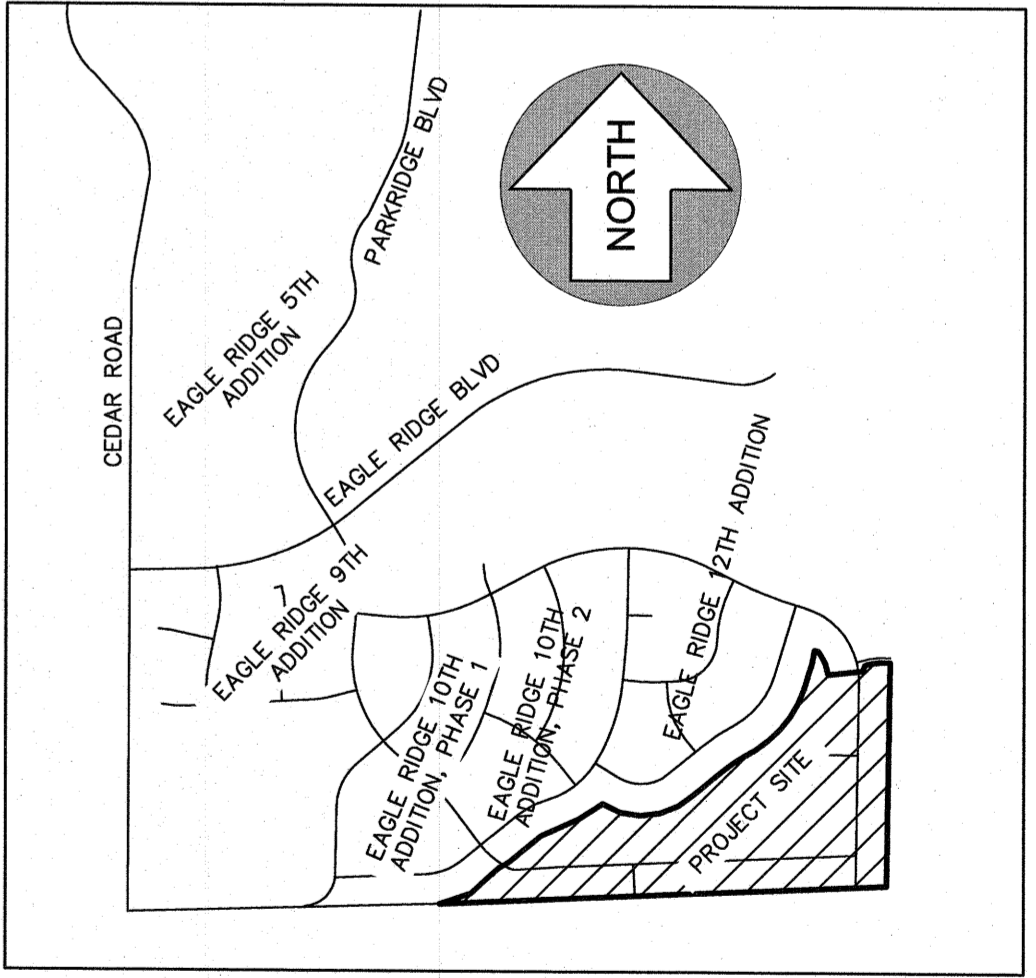 CEDAR ROAD
PARKRIDGE BLVD
EAGLE RIDGE 5TH
ADDITION
NORTH
EAGLE RIDGE BLVD
EAGLE RIDGE 9TH
ADDITION
EAGLE RIDGE 10TH
ADDITION, PHASE 1
EAGLE RIDGE 10TH
ADDITION, PHASE 2
EAGLE RIDGE 12TH ADDITION
PROJECT SITE